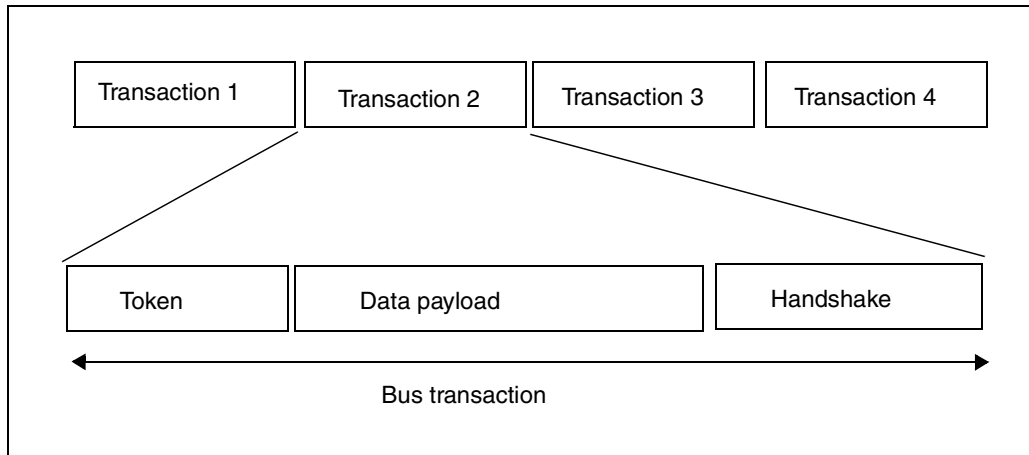 Transaction 1
Transaction 2
Transaction 3
Transaction 4
Token
Data payload
Handshake
Bus transaction